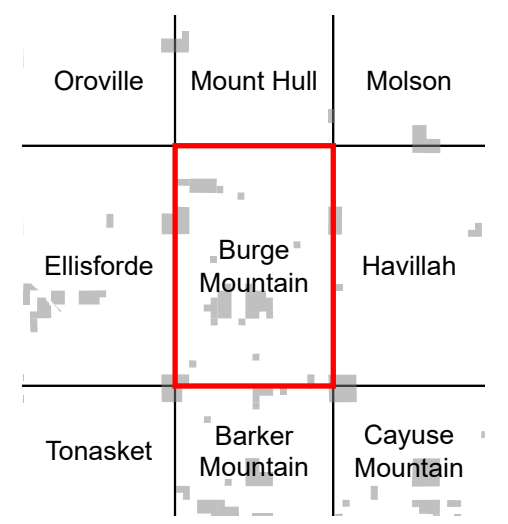 Oroville
Mount Hull
Molson
Ellisforde
Burge
Mountain
Havillah
Tonasket
Barker
Mountain
Cayuse
Mountain